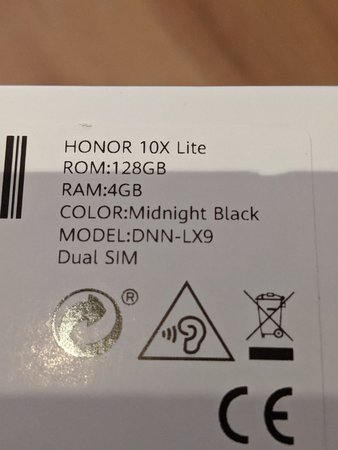 HONOR 10X Lite
ROM:128GB
RAM:4GB
COLOR:Midnight Black
MODEL:DNN-LX9
Dual SIM
®
CE